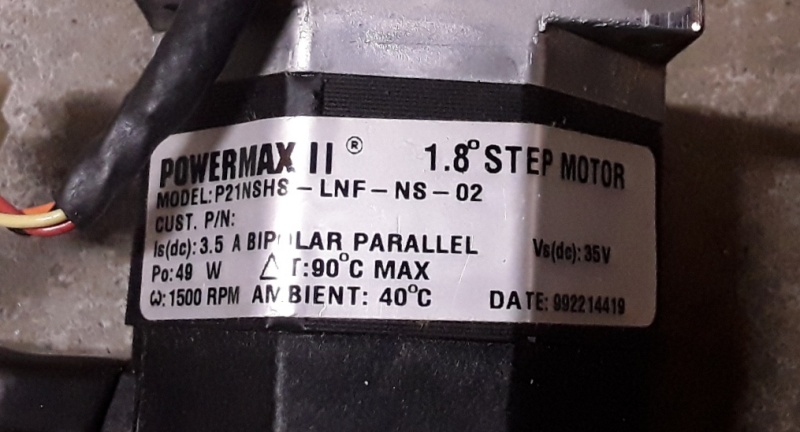 POWERMAX II ® 1.8° STEP MOTOR
MODEL: P21NSHS - LNF - NS - 02
CUST. P/N:
Is(dc): 3.5 A BIPOLAR PARALLEL Vs(dc): 35V
Po: 49 W △T: 90°C MAX
ω: 1500 RPM AMBIENT: 40°C DATE: 992214419